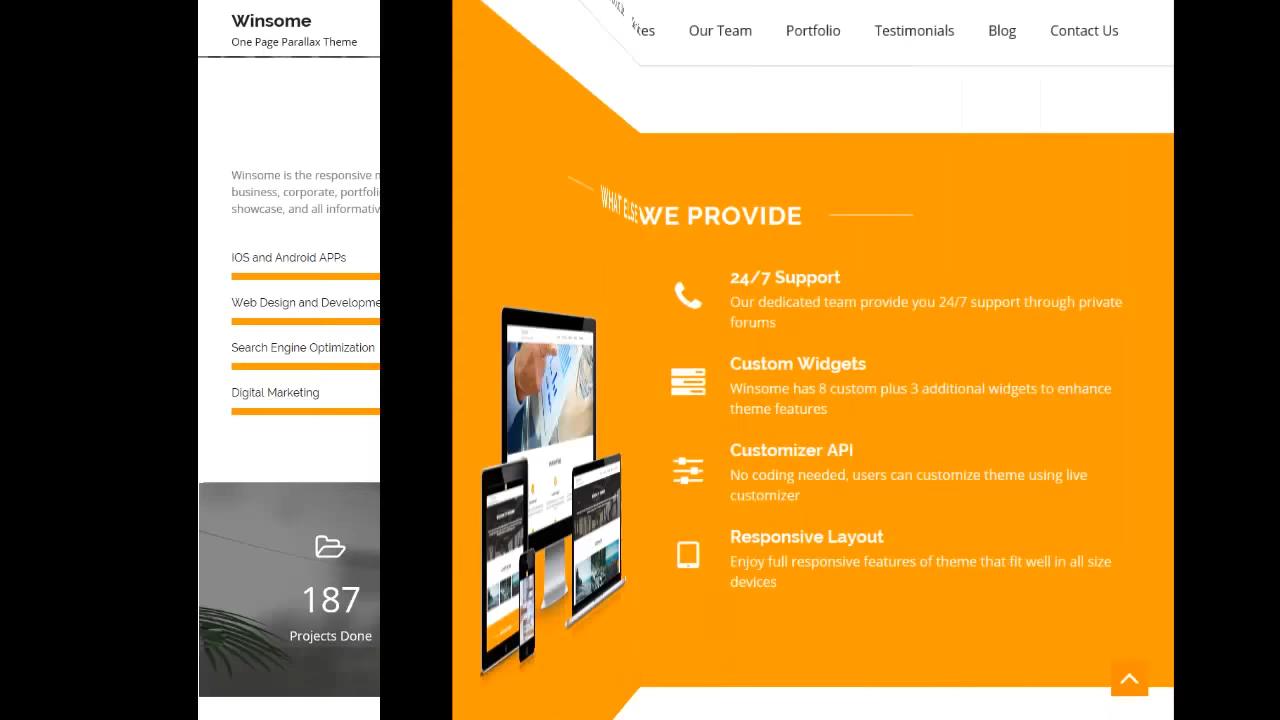 Winsome
One Page Parallax Theme
Winsome is the responsive
business, corporate, portfoli
showcase, and all informativ
IOS and Android APPs
Web Design and Developme
Search Engine Optimization
Digital Marketing
187
Projects Done
Our Team
Portfolio
Testimonials
Blog
Contact Us
WHAT ELSE WE PROVIDE
24/7 Support
Our dedicated team provide you 24/7 support through private
forums
Custom Widgets
Winsome has 8 custom plus 3 additional widgets to enhance
theme features
Customizer API
No coding needed, users can customize theme using live
customizer
Responsive Layout
Enjoy full responsive features of theme that fit well in all size
devices